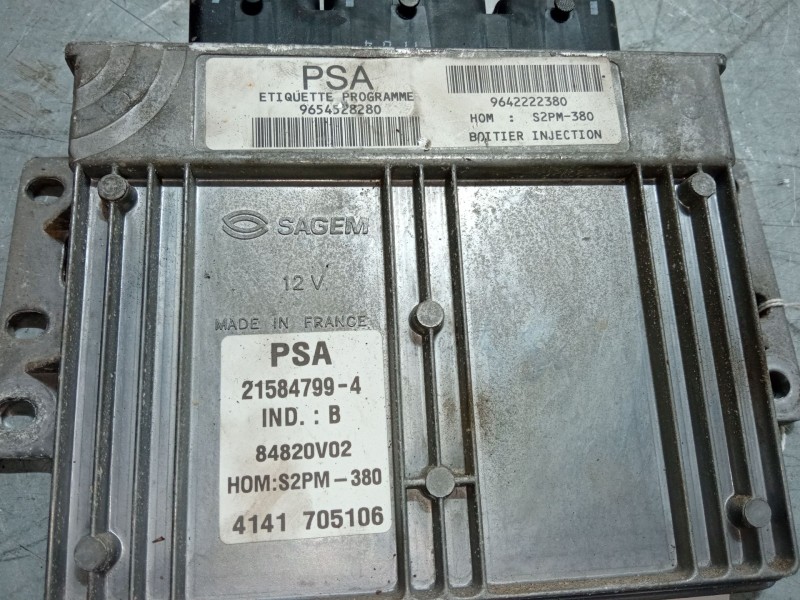 PSA
ETIQUETTE PROGRAMME
9654528280
9642222380
HOM : S2PM-380
BOITIER INJECTION
SAGEM
12 V
MADE IN FRANCE
PSA
21584799-4
IND. : B
84820V02
HOM:S2PM-380
4141 705106